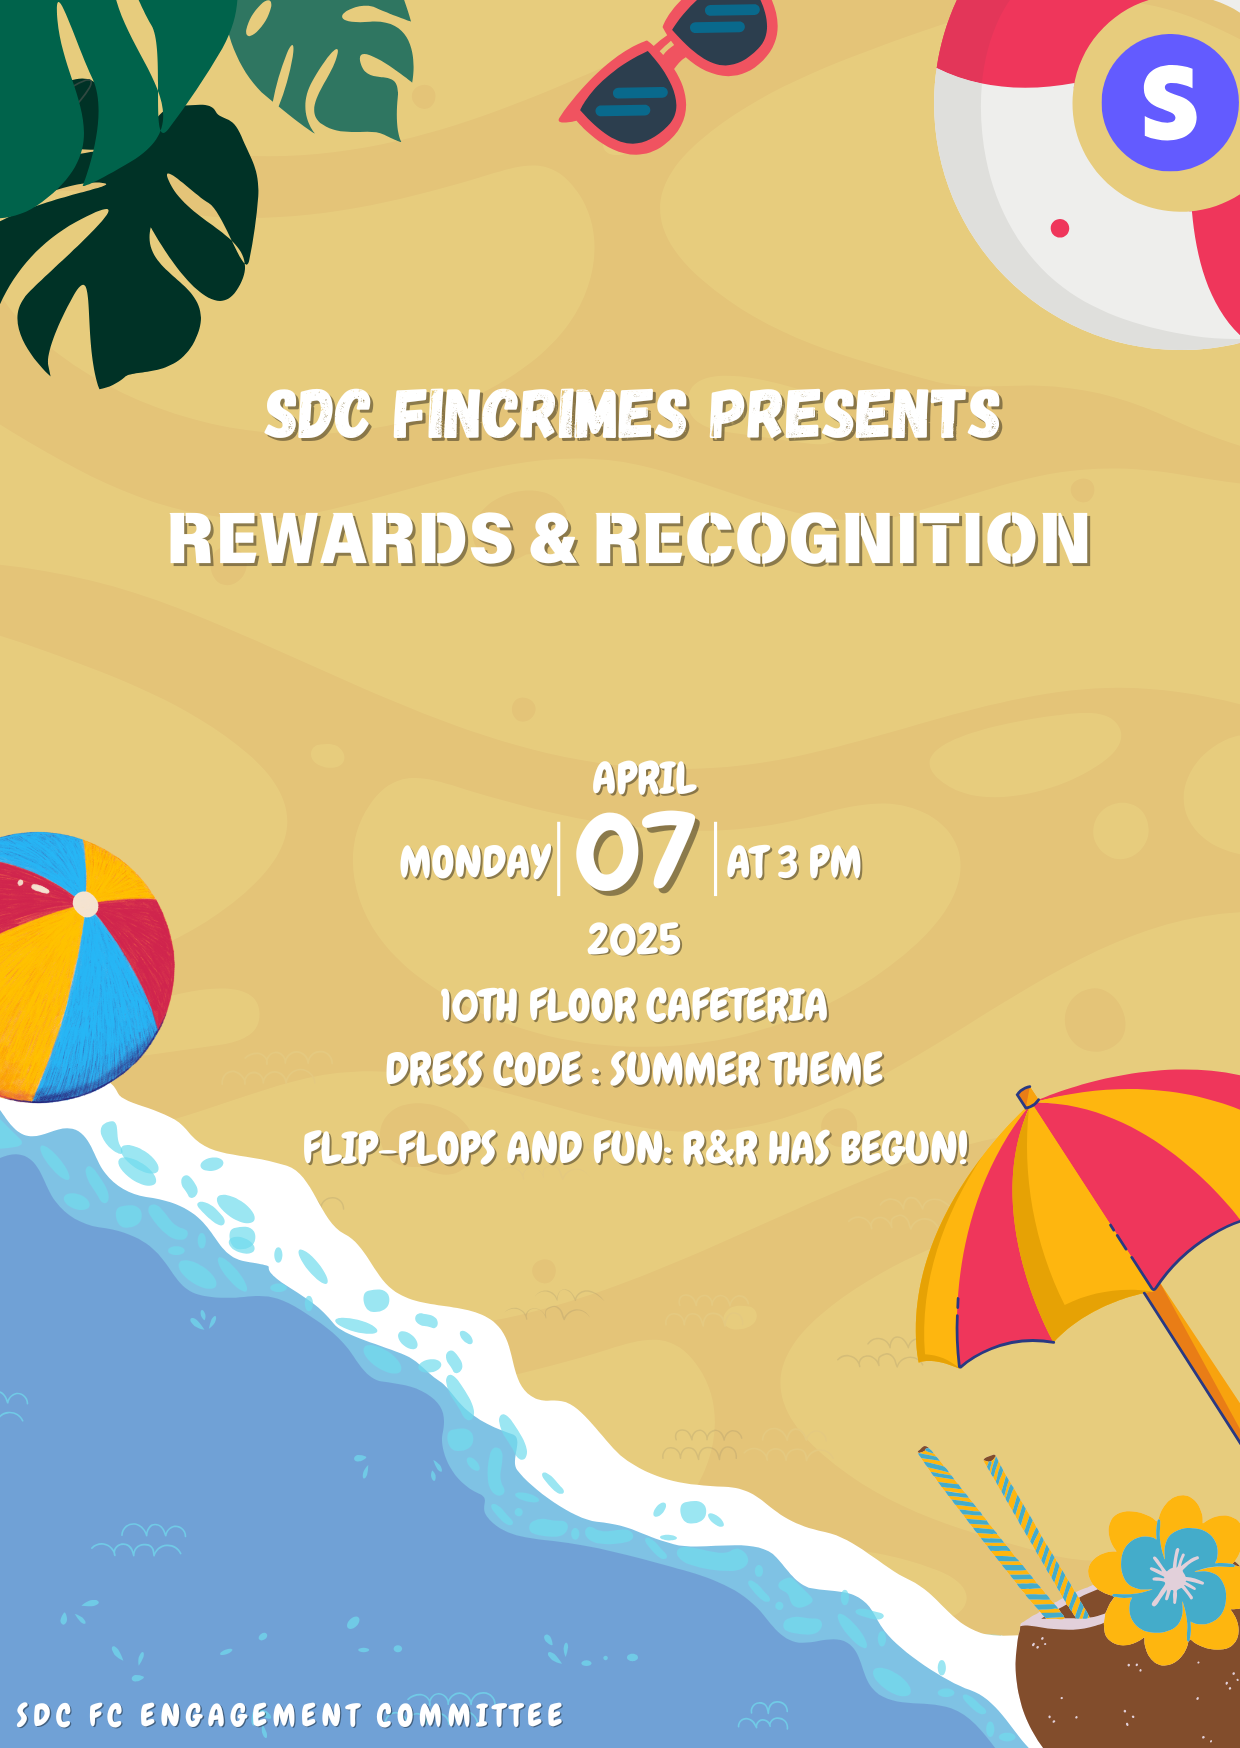 S
SDC FINCRIMES PRESENTS
REWARDS & RECOGNITION
APRIL
MONDAY 07 AT 3 PM
2025
10TH FLOOR CAFETERIA
DRESS CODE : SUMMER THEME
FLIP-FLOPS AND FUN: R&R HAS BEGUN!
SDC FC ENGAGEMENT COMMITTEE